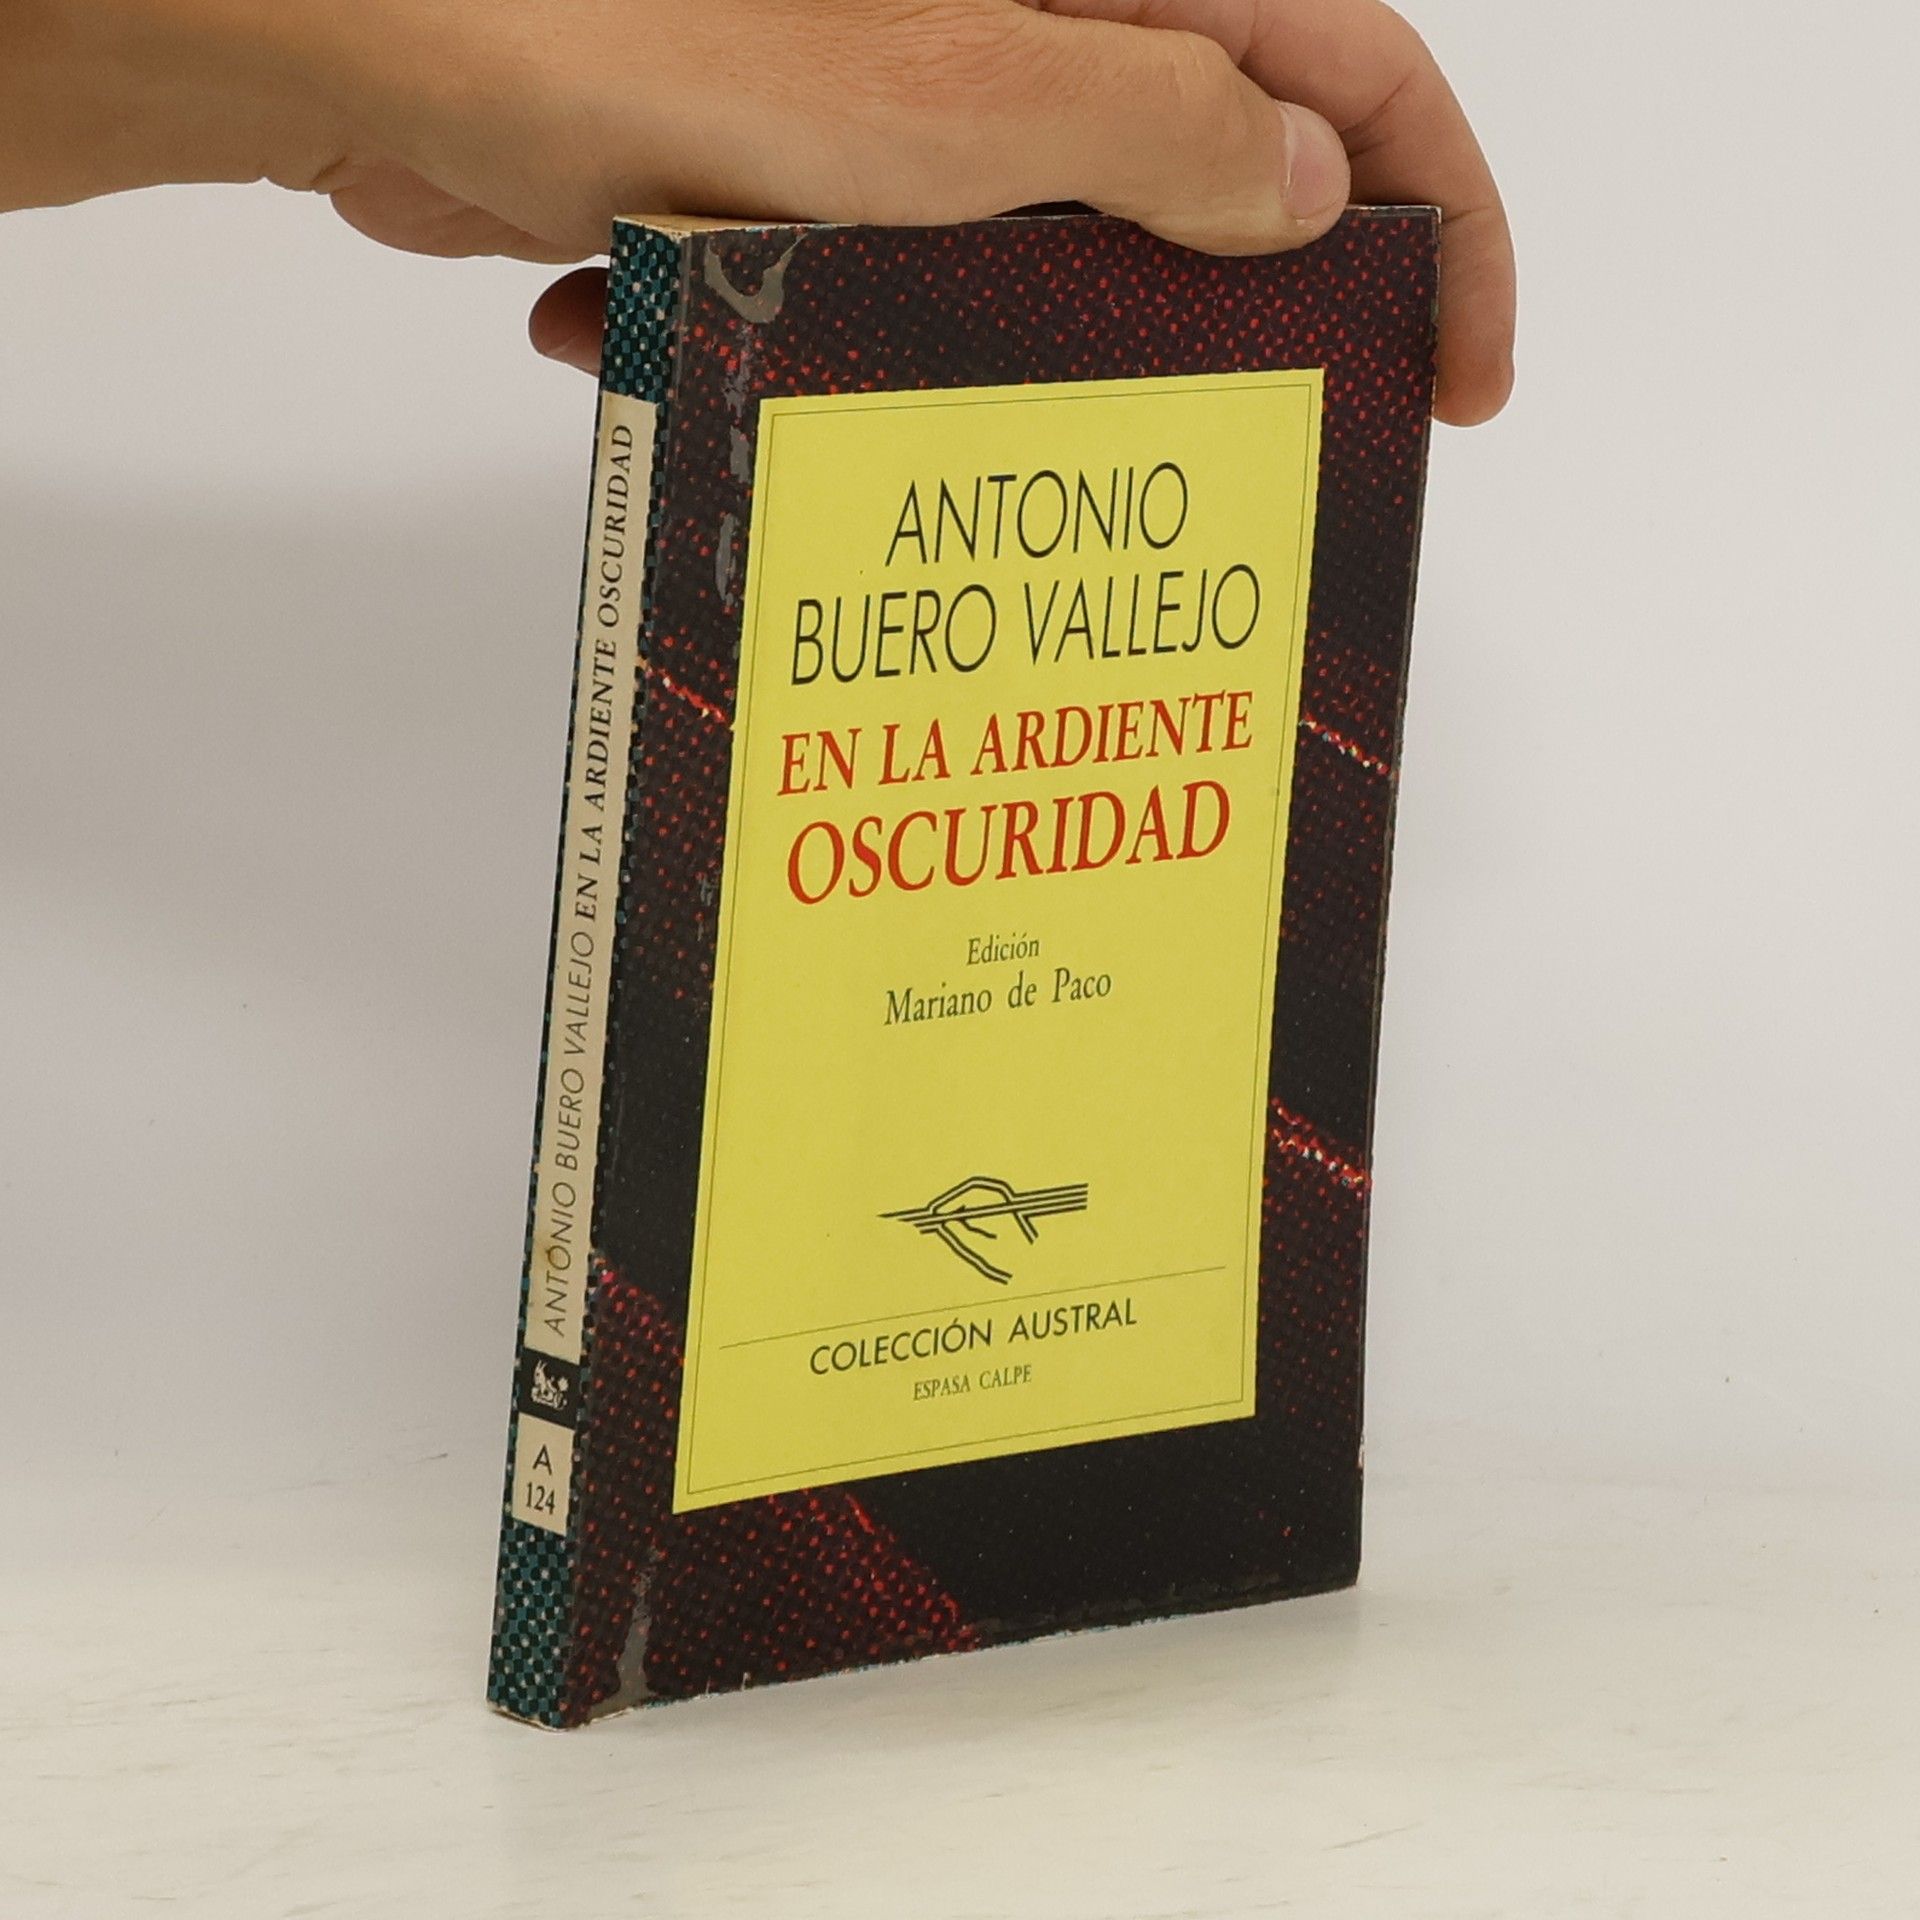 ANTONIO
BUERO VALLEJO
EN LA ARDIENTE
OSCURIDAD
Edición
Mariano de Paco
COLECCIÓN AUSTRAL
ESPASA CALPE
ANTONIO BUERO VALLEJO EN LA ARDIENTE OSCURIDAD
A
124